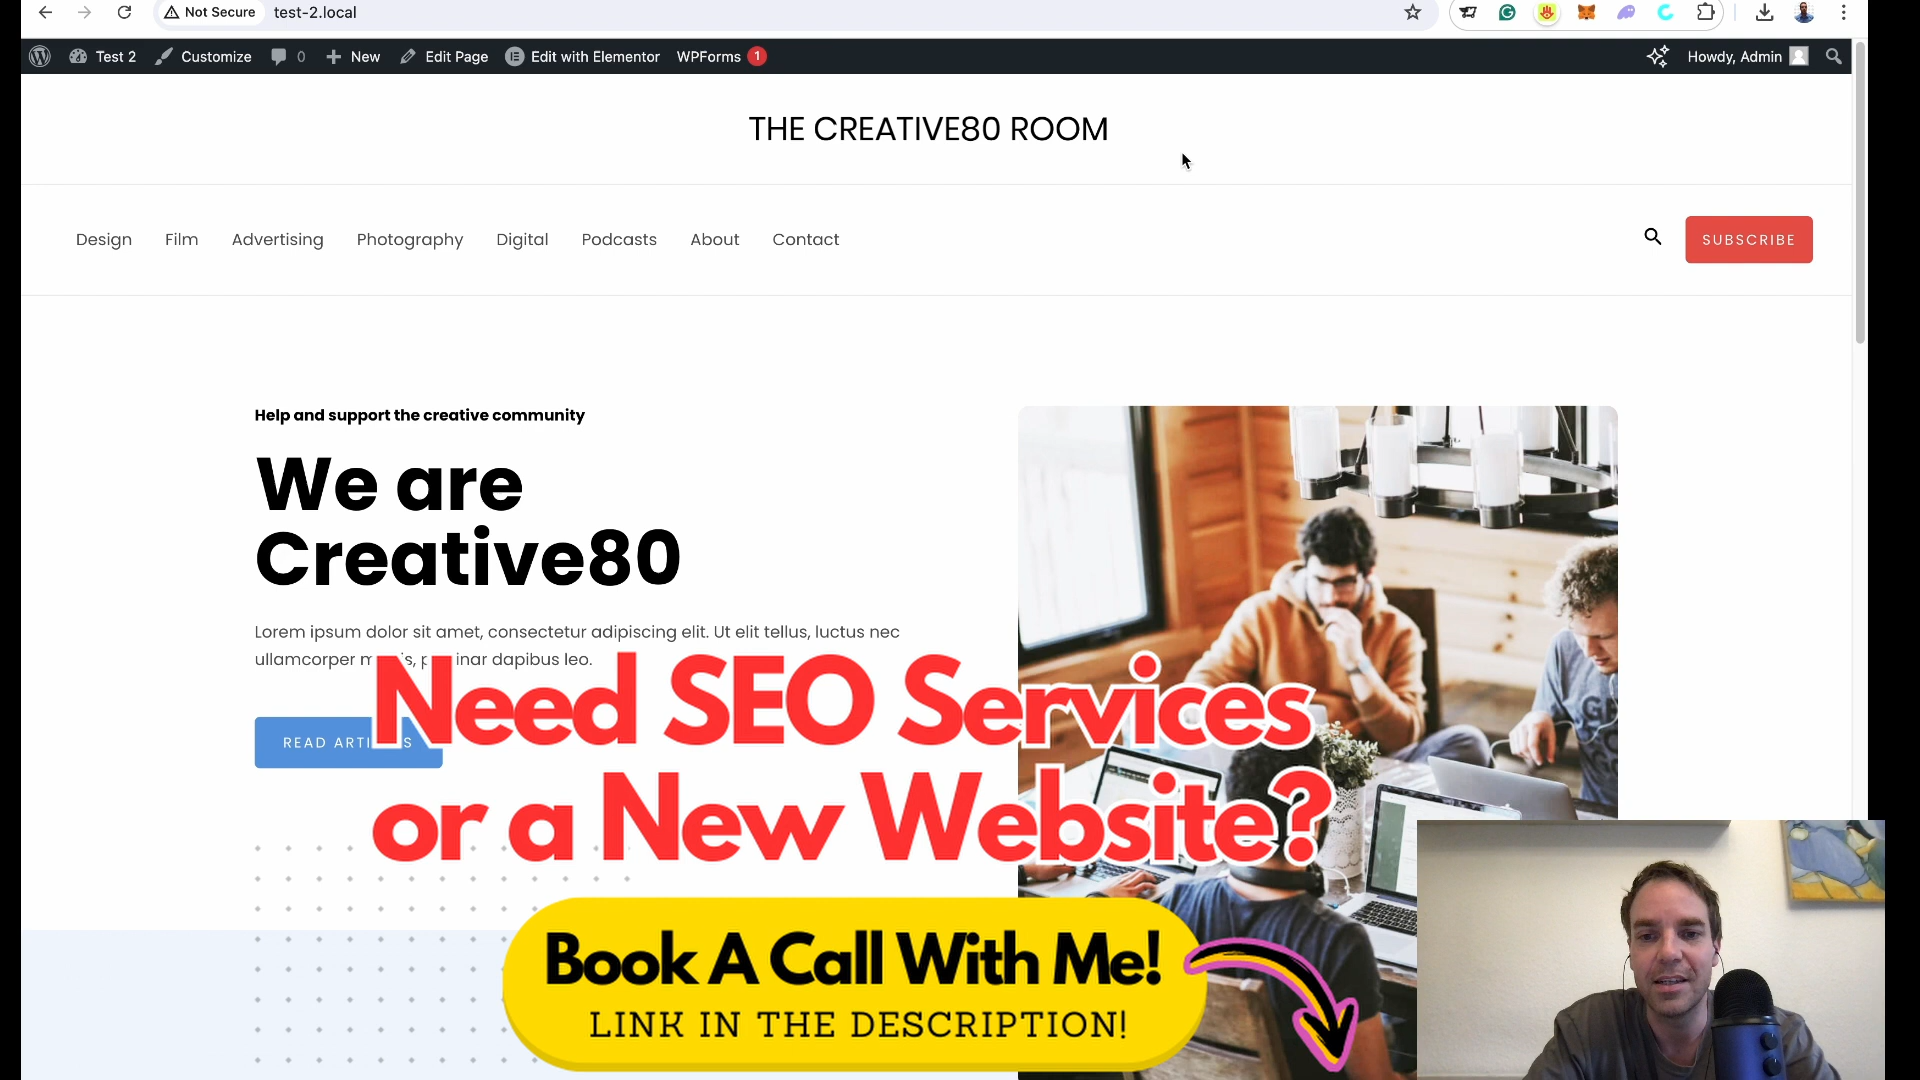 Not Secure test-2.local
Test 2 Customize 0 New Edit Page Edit with Elementor WPForms 1 Howdy, Admin
THE CREATIVE80 ROOM
Design Film Advertising Photography Digital Podcasts About Contact SUBSCRIBE
Help and support the creative community
We are
Creative80
Lorem ipsum dolor sit amet, consectetur adipiscing elit. Ut elit tellus, luctus nec
ullamcorper dapibus leo.
READ
Need SEO Services
or a New Website?
Book A Call With Me!
LINK IN THE DESCRIPTION!